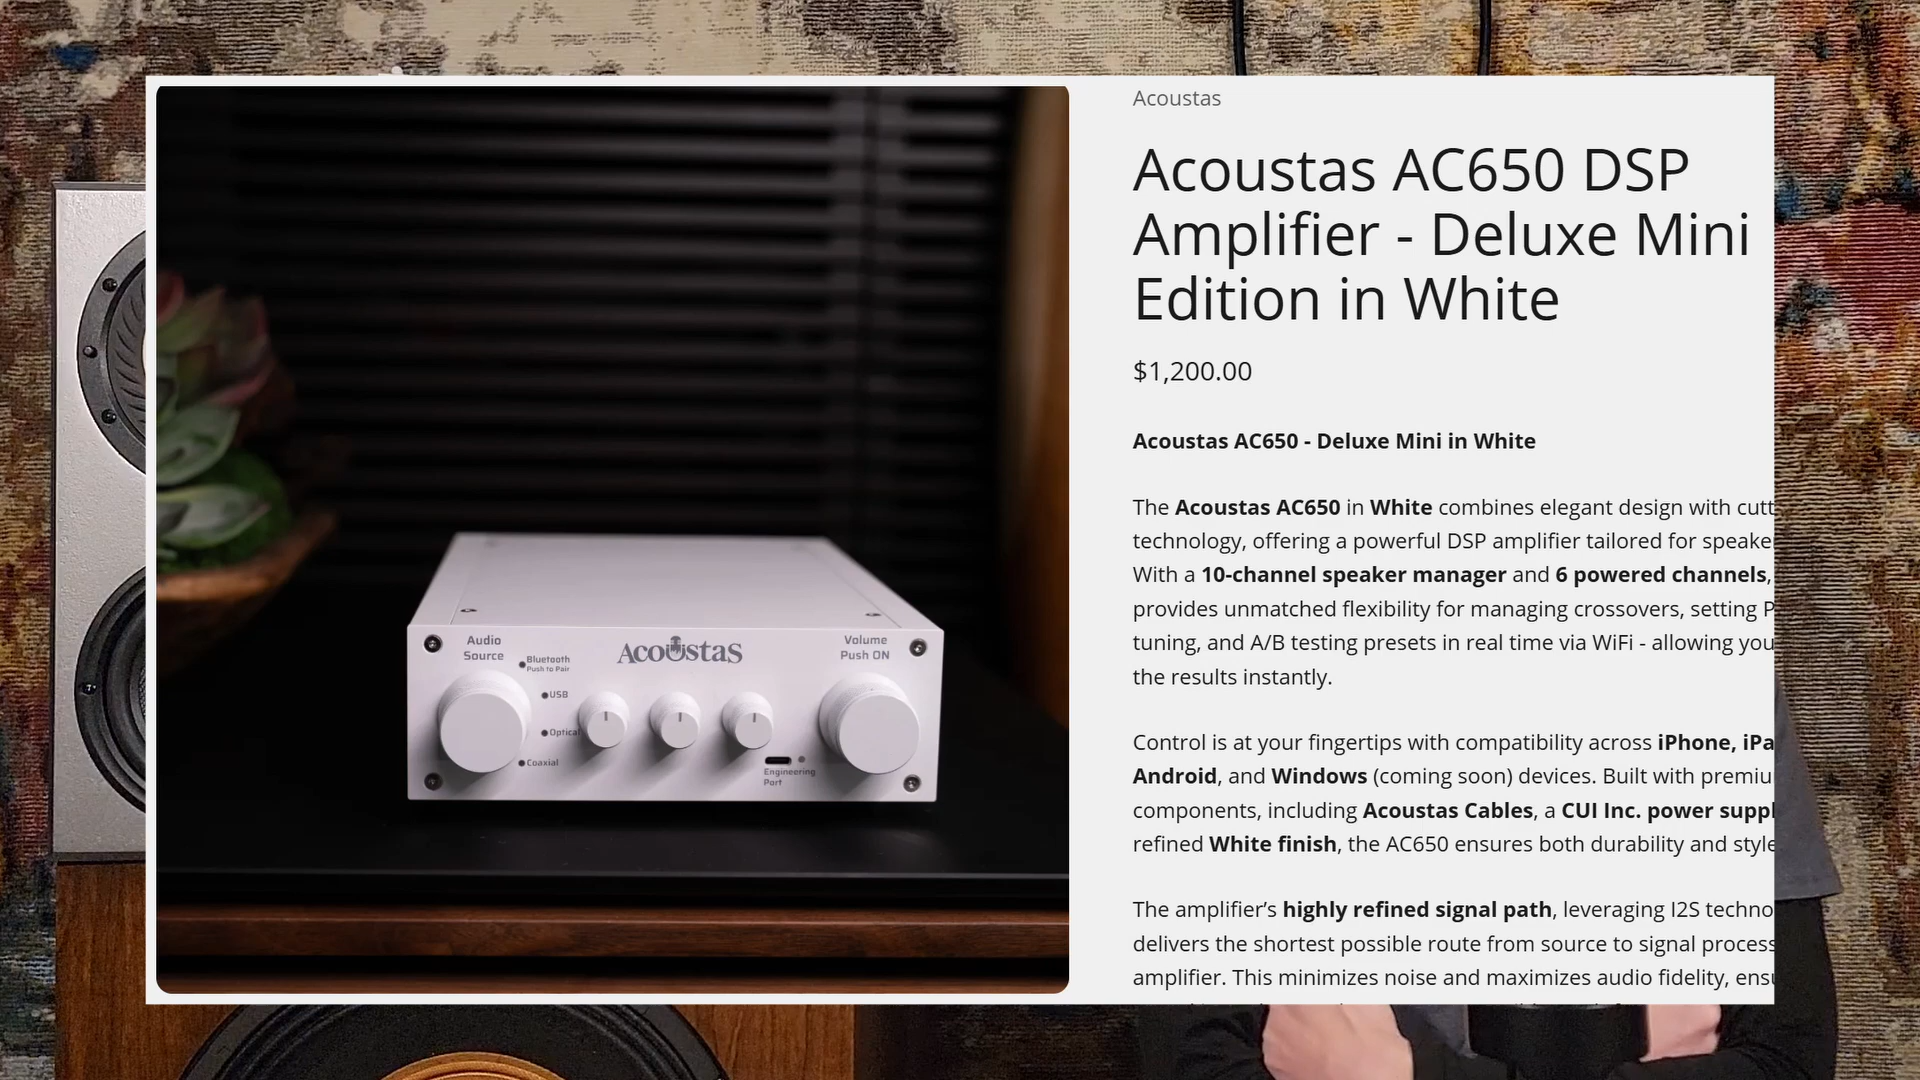 Acoustas
Acoustas AC650 DSP
Amplifier - Deluxe Mini
Edition in White
$1,200.00
Acoustas AC650 - Deluxe Mini in White
The Acoustas AC650 in White combines elegant design with cutt
technology, offering a powerful DSP amplifier tailored for speake
With a 10-channel speaker manager and 6 powered channels,
provides unmatched flexibility for managing crossovers, setting P
tuning, and A/B testing presets in real time via WiFi - allowing you
the results instantly.
Control is at your fingertips with compatibility across iPhone, iPa
Android, and Windows (coming soon) devices. Built with premiu
components, including Acoustas Cables, a CUI Inc. power suppl
refined White finish, the AC650 ensures both durability and style
The amplifier’s highly refined signal path, leveraging I2S techno
delivers the shortest possible route from source to signal process
amplifier. This minimizes noise and maximizes audio fidelity, ensu
Audio
Source
Bluetooth
Push to Pair
USB
Optical
Coaxial
Acoustas
Volume
Push ON
Engineering
Port